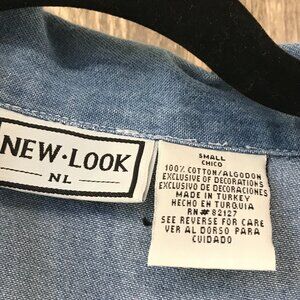 NEW·LOOK
NL
SMALL
CHICO
100% COTTON/ALGODON
EXCLUSIVE OF DECORATIONS
EXCLUSIVO DE DECORACIONES
MADE IN TURKEY
HECHO EN TURQUIA
RN# 82127
SEE REVERSE FOR CARE
VER AL DORSO PARA
CUIDADO